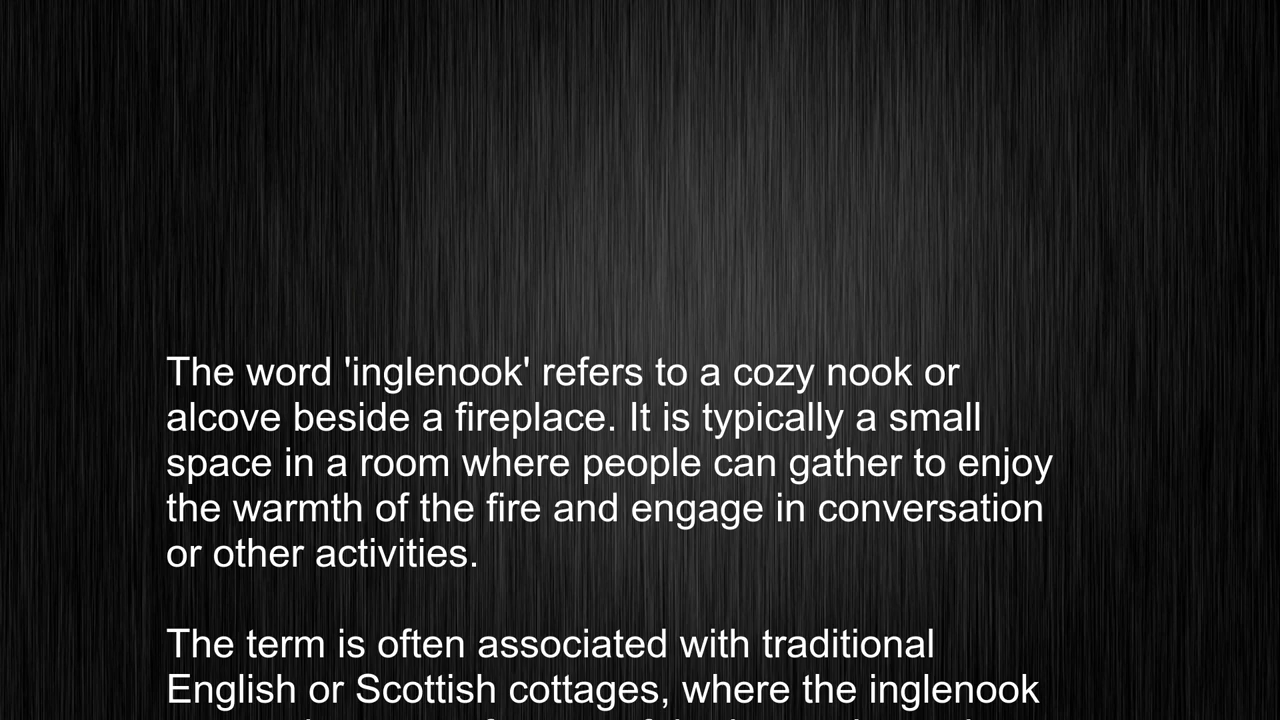 The word 'inglenook' refers to a cozy nook or
alcove beside a fireplace. It is typically a small
space in a room where people can gather to enjoy
the warmth of the fire and engage in conversation
or other activities.
The term is often associated with traditional
English or Scottish cottages, where the inglenook